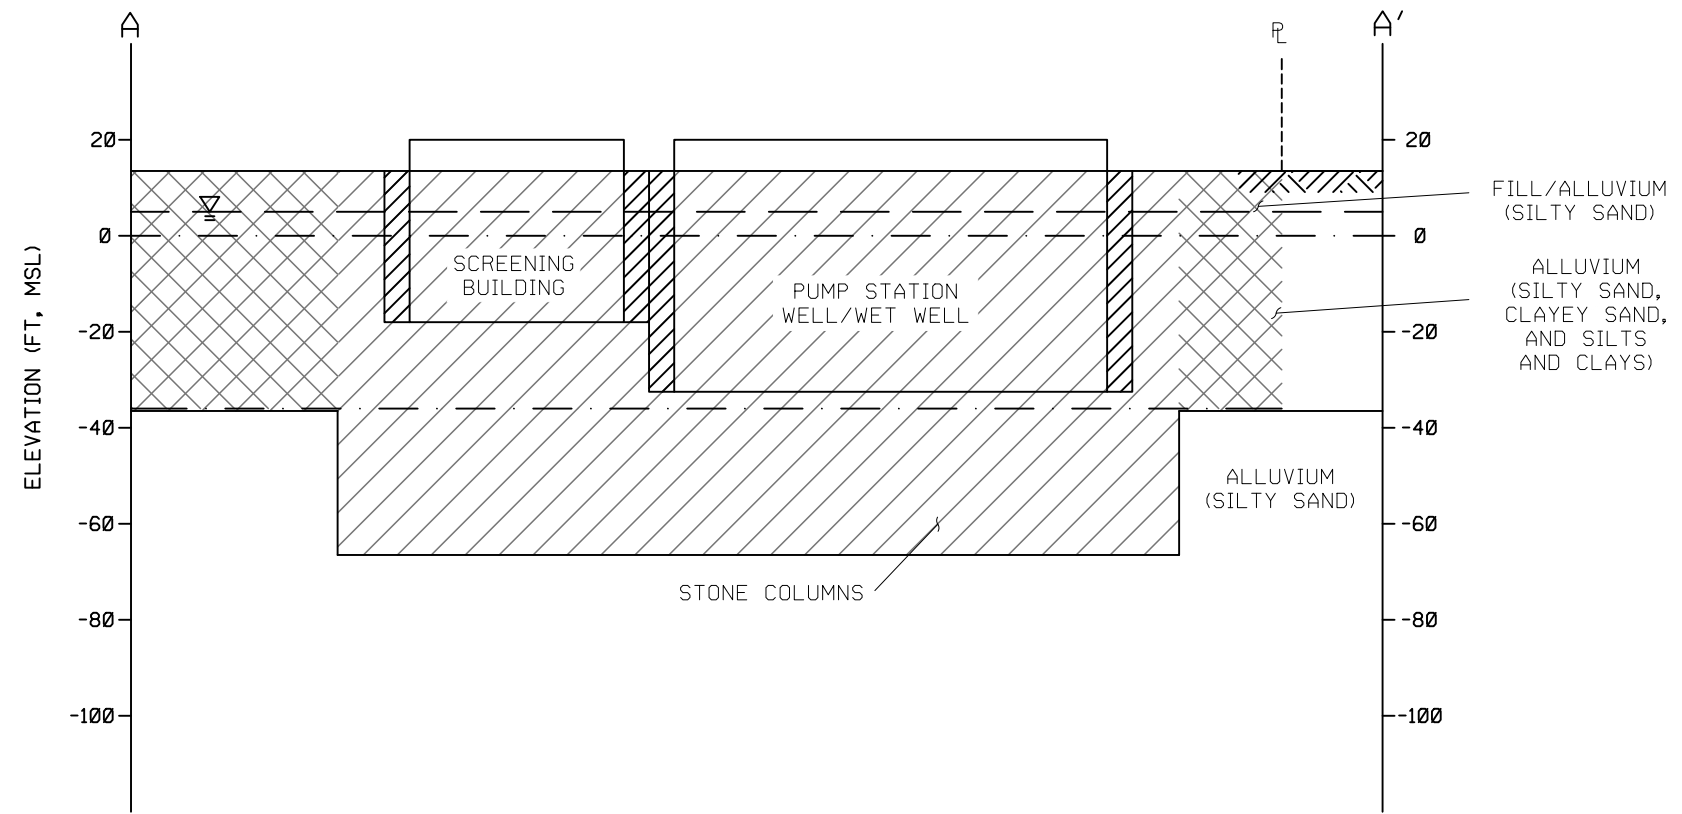 A
A'
PL
20
0
-20
-40
-60
-80
-100
ELEVATION (FT, MSL)
SCREENING
BUILDING
PUMP STATION
WELL/WET WELL
STONE COLUMNS
ALLUVIUM
(SILTY SAND)
20
0
-20
-40
-60
-80
-100
FILL/ALLUVIUM
(SILTY SAND)
ALLUVIUM
(SILTY SAND,
CLAYEY SAND,
AND SILTS
AND CLAYS)